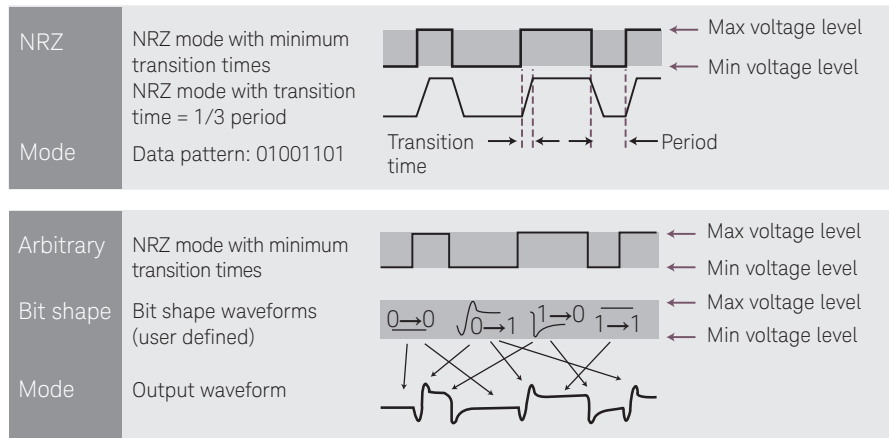 NRZ
NRZ mode with minimum
transition times
NRZ mode with transition
time = 1/3 period
Mode
Data pattern: 01001101
Max voltage level
Min voltage level
Transition
time
Period
Arbitrary
NRZ mode with minimum
transition times
Max voltage level
Min voltage level
Bit shape
Bit shape waveforms
(user defined)
0→0
0→1
1→0
1→1
Max voltage level
Min voltage level
Mode
Output waveform